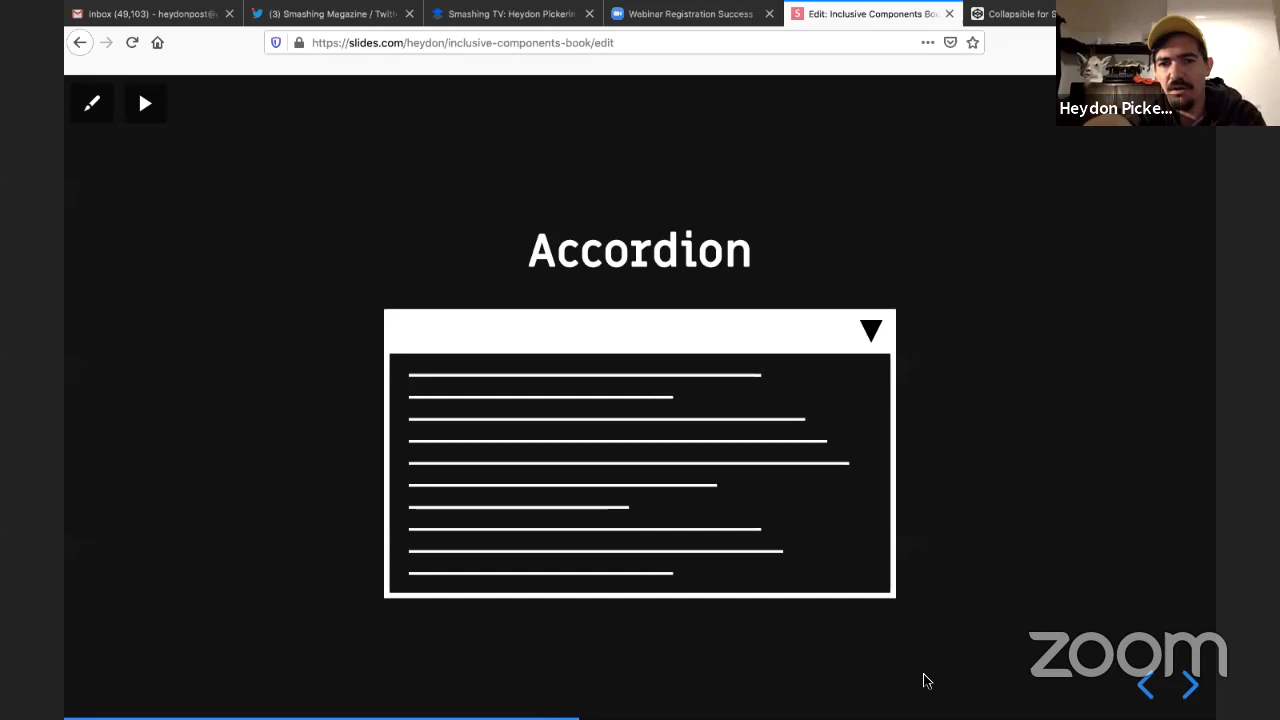 Inbox (49,103) - heydonpost@
(3) Smashing Magazine / Twitt
Smashing TV: Heydon Pickerin
Webinar Registration Success
Edit: Inclusive Components Bo
Collapsible for S
https://slides.com/heydon/inclusive-components-book/edit
Heydon Picke...
Accordion
zoom